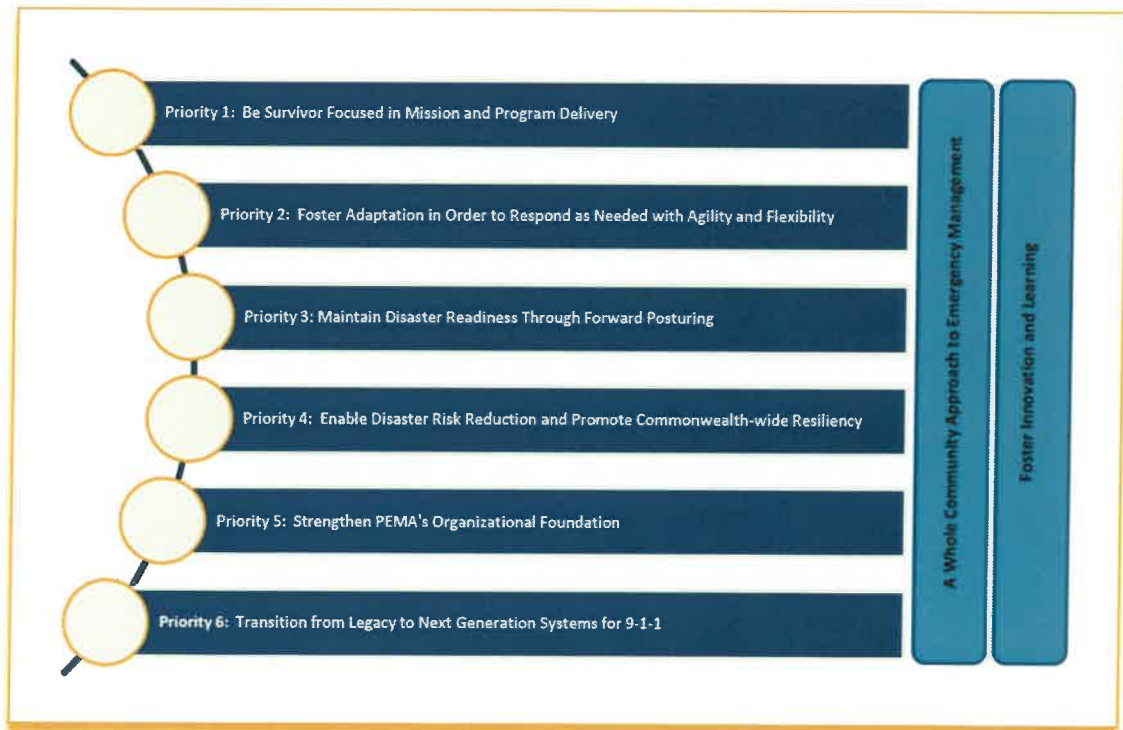 Priority 1: Be Survivor Focused in Mission and Program Delivery
Priority 2: Foster Adaptation in Order to Respond as Needed with Agility and Flexibility
Priority 3: Maintain Disaster Readiness Through Forward Posturing
Priority 4: Enable Disaster Risk Reduction and Promote Commonwealth-wide Resiliency
Priority 5: Strengthen PEMA's Organizational Foundation
Priority 6: Transition from Legacy to Next Generation Systems for 9-1-1
A Whole Community Approach to Emergency Management
Foster Innovation and Learning